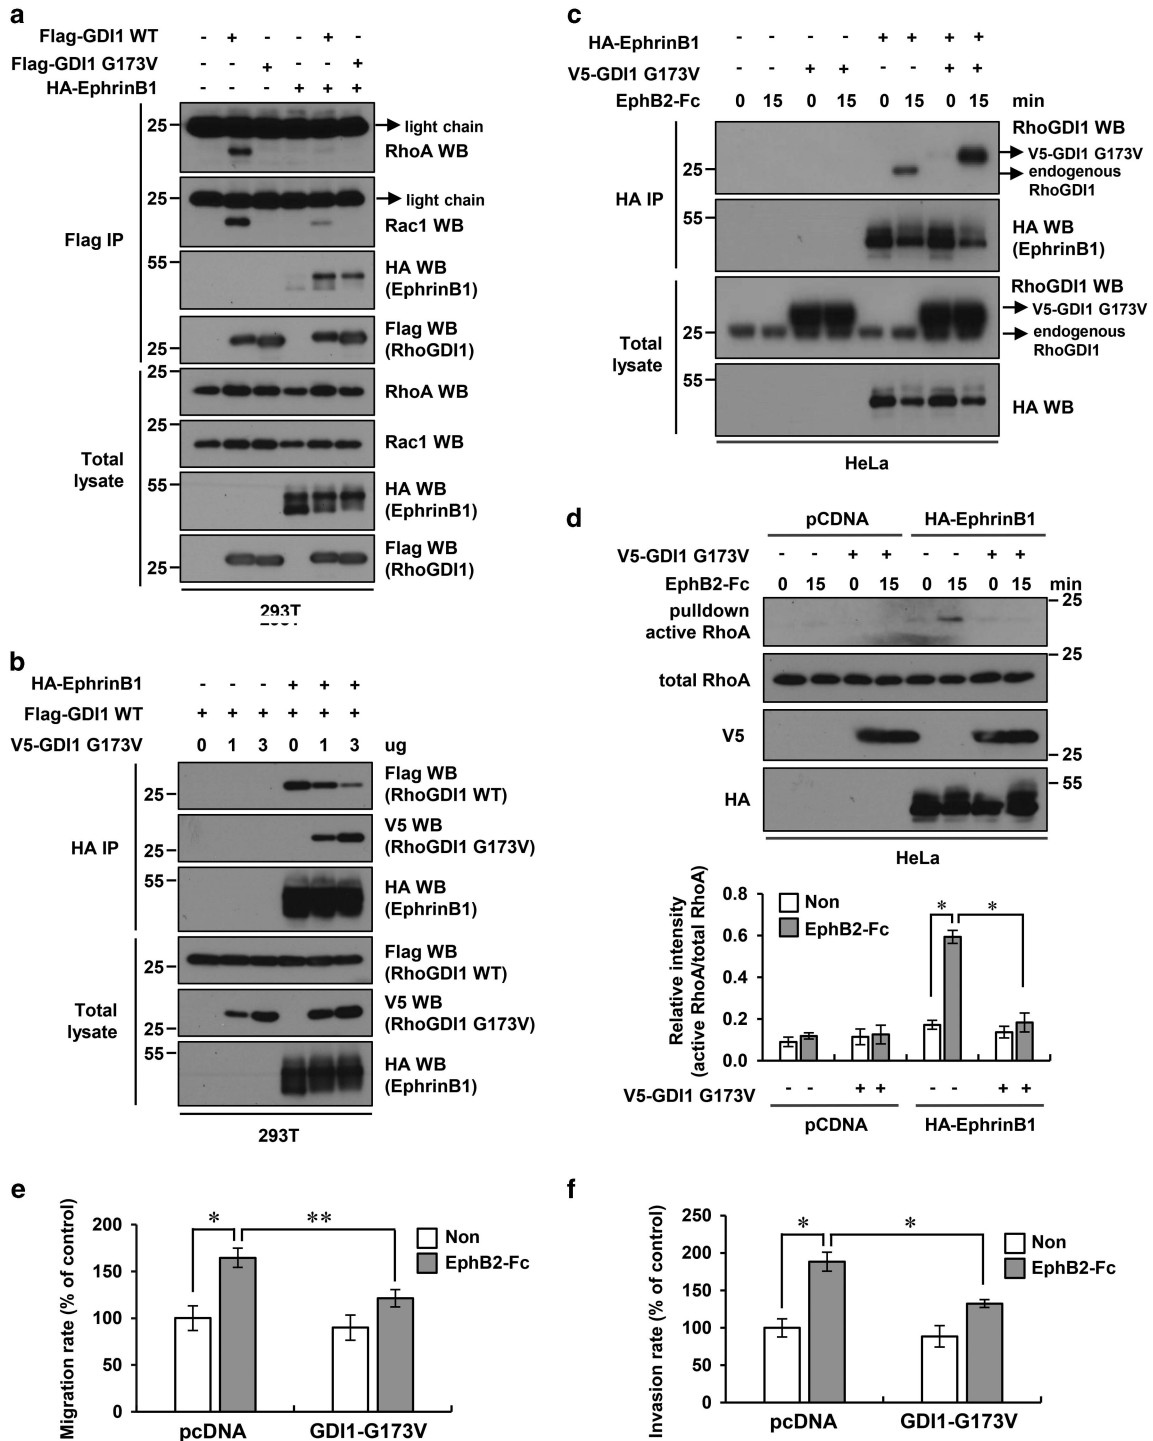 a
Flag-GDI1 WT - + - - + -
Flag-GDI1 G173V - - + - - +
HA-EphrinB1 - - - + + +
Flag IP
25 light chain
RhoA WB
25 light chain
Rac1 WB
55 HA WB
(EphrinB1)
Flag WB
25 (RhoGDI1)
Total
lysate
25
RhoA WB
25
Rac1 WB
55 HA WB
(EphrinB1)
Flag WB
25 (RhoGDI1)
293T
b
HA-EphrinB1 - - - + + +
Flag-GDI1 WT + + + + + +
V5-GDI1 G173V 0 1 3 0 1 3 ug
HA IP
Flag WB
25 (RhoGDI1 WT)
V5 WB
25 (RhoGDI1 G173V)
55 HA WB
(EphrinB1)
Total
lysate
Flag WB
25 (RhoGDI1 WT)
V5 WB
25 (RhoGDI1 G173V)
55 HA WB
(EphrinB1)
293T
c
HA-EphrinB1 - - - - + + + +
V5-GDI1 G173V - - + + - - + +
EphB2-Fc 0 15 0 15 0 15 0 15 min
HA IP
RhoGDI1 WB
V5-GDI1 G173V
25 endogenous
RhoGDI1
55 HA WB
(EphrinB1)
Total
lysate
RhoGDI1 WB
V5-GDI1 G173V
25 endogenous
RhoGDI1
55
HA WB
HeLa
d
pCDNA HA-EphrinB1
V5-GDI1 G173V - - + + - - + +
EphB2-Fc 0 15 0 15 0 15 0 15 min
pulldown 25
active RhoA
25
total RhoA
V5
25
55
HA
HeLa
Relative intensity
(active RhoA/total RhoA)
0.8
0.6
0.4
0.2
0.0
Non
EphB2-Fc
* *
V5-GDI1 G173V - - + + - - + +
pCDNA HA-EphrinB1
e
Migration rate (% of control)
200
150
100
50
0
* **
Non
EphB2-Fc
pcDNA GDI1-G173V
f
Invasion rate (% of control)
250
200
150
100
50
0
* *
Non
EphB2-Fc
pcDNA GDI1-G173V